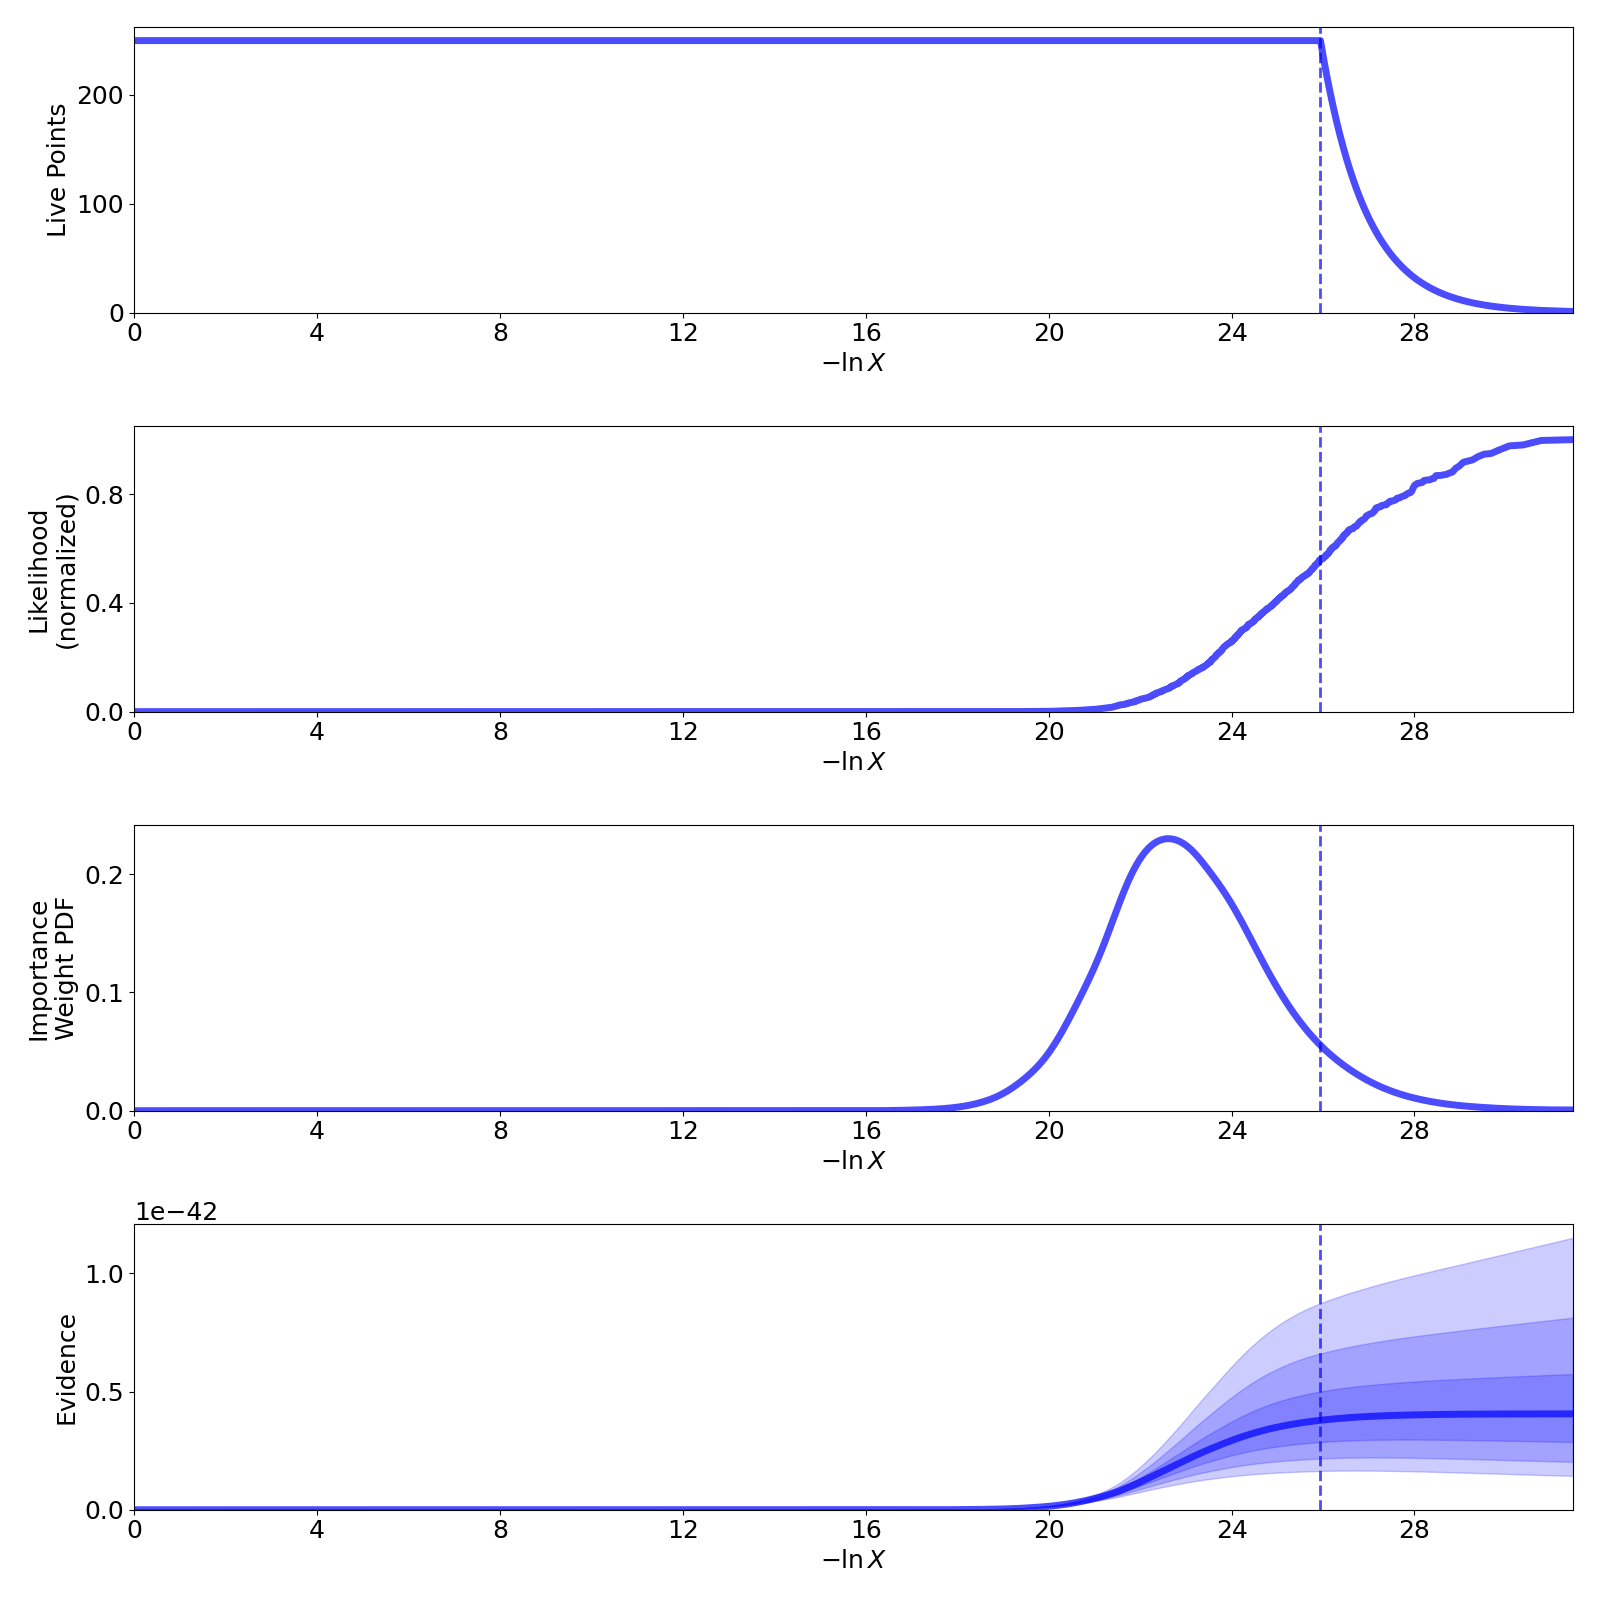 Live Points
200
100
0
0 4 8 12 16 20 24 28
−ln X
Likelihood
(normalized)
0.8
0.4
0.0
0 4 8 12 16 20 24 28
−ln X
Importance
Weight PDF
0.2
0.1
0.0
0 4 8 12 16 20 24 28
−ln X
1e−42
Evidence
1.0
0.5
0.0
0 4 8 12 16 20 24 28
−ln X